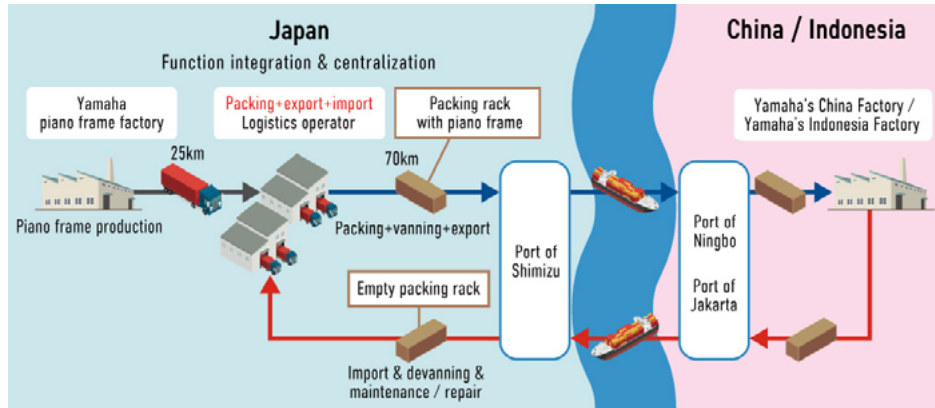 Japan
Function integration & centralization
China / Indonesia
Yamaha
piano frame factory
Packing+export+import
Logistics operator
Packing rack
with piano frame
Yamaha's China Factory /
Yamaha's Indonesia Factory
25km
70km
Piano frame production
Packing+vanning+export
Port of
Shimizu
Port of
Ningbo
Port of
Jakarta
Empty packing rack
Import & devanning &
maintenance / repair